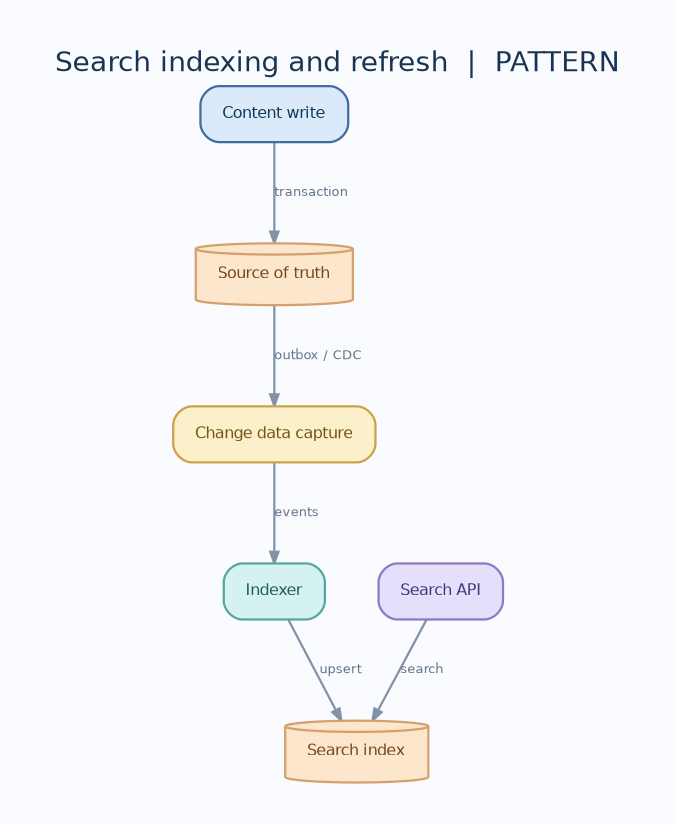 Search indexing and refresh | PATTERN
Content write
transaction
Source of truth
outbox / CDC
Change data capture
events
Indexer
Search API
upsert
search
Search index